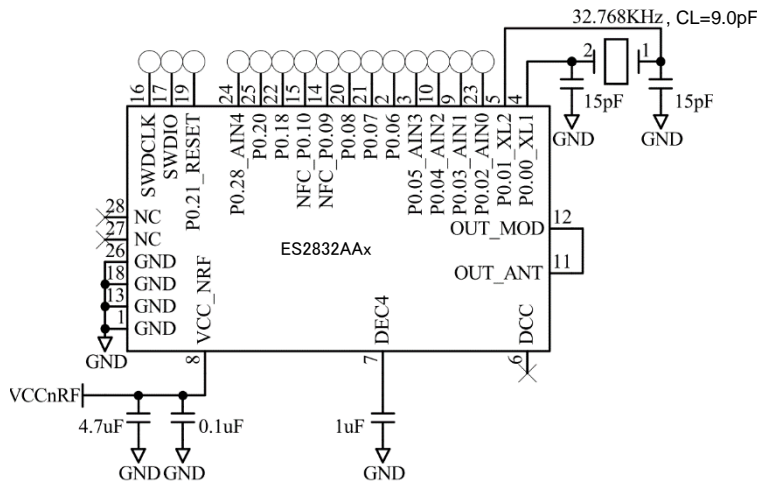 32.768KHz, CL=9.0pF
2
1
15pF
15pF
GND
GND
16
17
19
24
25
22
15
14
20
21
2
3
10
9
23
5
4
SWDCLK
SWDIO
P0.21_RESET
P0.28_AIN4
P0.20
P0.18
NFC_P0.10
NFC_P0.09
P0.08
P0.07
P0.06
P0.05_AIN3
P0.04_AIN2
P0.03_AIN1
P0.02_AIN0
P0.01_XL2
P0.00_XL1
28
NC
27
NC
26
GND
18
GND
13
GND
1
GND
GND
ES2832AAx
OUT_MOD
12
OUT_ANT
11
VCC_NRF
DEC4
DCC
8
7
6
VCCnRF
4.7uF
0.1uF
1uF
GND
GND
GND